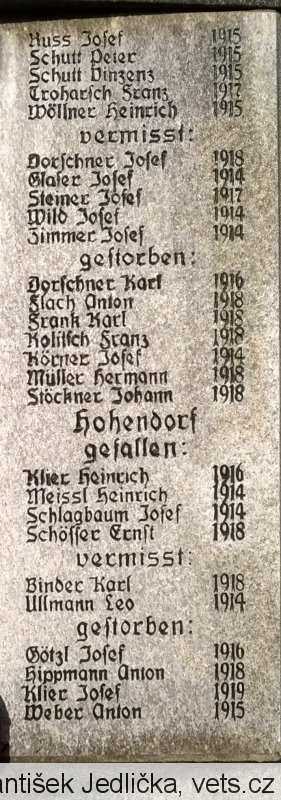 Russ Josef 1915
Schutt Peter 1915
Schutt Vinzenz 1915
Troharsch Franz 1917
Wöllner Heinrich 1915
vermisst:
Dorschner Josef 1918
Glaser Josef 1914
Steiner Josef 1917
Wild Josef 1914
Zimmer Josef 1914
gestorben:
Dorschner Karl 1916
Flach Anton 1918
Frank Karl 1918
Kolitsch Franz 1918
Körner Josef 1914
Müller Hermann 1918
Stöckner Johann 1918
Hohendorf
gefallen:
Klier Heinrich 1916
Meissl Heinrich 1914
Schlagbaum Josef 1914
Schösser Ernst 1918
vermisst:
Binder Karl 1918
Ullmann Leo 1914
gestorben:
Götzl Josef 1916
Hippmann Anton 1918
Klier Josef 1919
Weber Anton 1915
antišek Jedlička, vets.cz